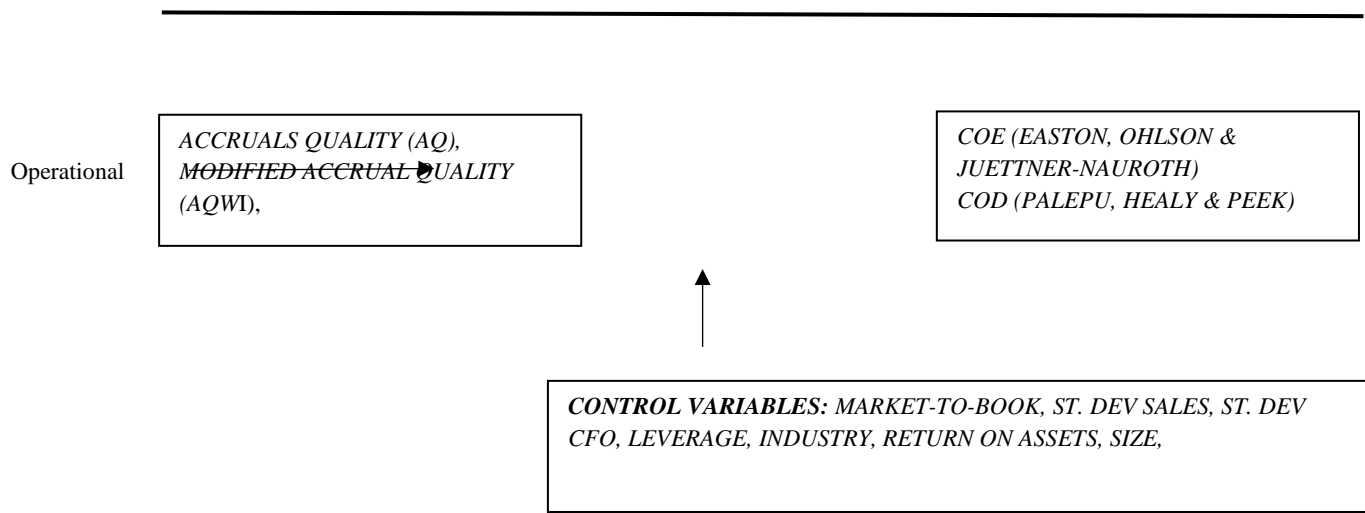 ACCRUALS QUALITY (AQ),
Operational
MODIFIED ACCRUAL QUALITY
(AQWI),
COE (EASTON, OHLSON &
JUETTNER-NAUROTH)
COD (PALEPU, HEALY & PEEK)
CONTROL VARIABLES: MARKET-TO-BOOK, ST. DEV SALES, ST. DEV
CFO, LEVERAGE, INDUSTRY, RETURN ON ASSETS, SIZE,